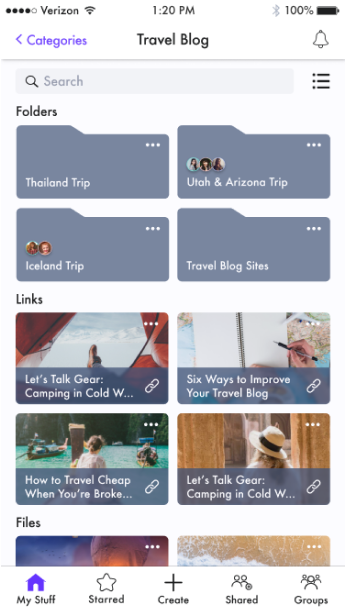 Verizon 1:20 PM 100%
Categories Travel Blog
Search
Folders
Thailand Trip
Utah & Arizona Trip
Iceland Trip
Travel Blog Sites
Links
Let's Talk Gear:
Camping in Cold W...
Six Ways to Improve
Your Travel Blog
How to Travel Cheap
When You're Broke...
Let's Talk Gear:
Camping in Cold W...
Files
My Stuff Starred Create Shared Groups